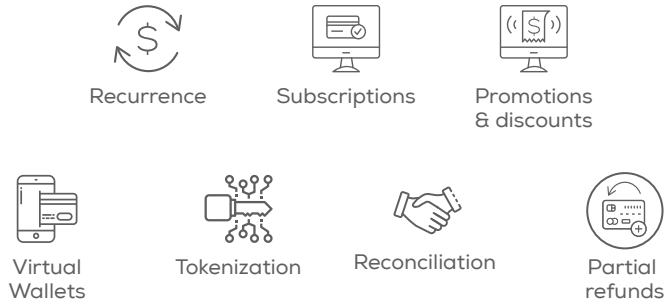 Recurrence
Subscriptions
Promotions
& discounts
Virtual
Wallets
Tokenization
Reconciliation
Partial
refunds